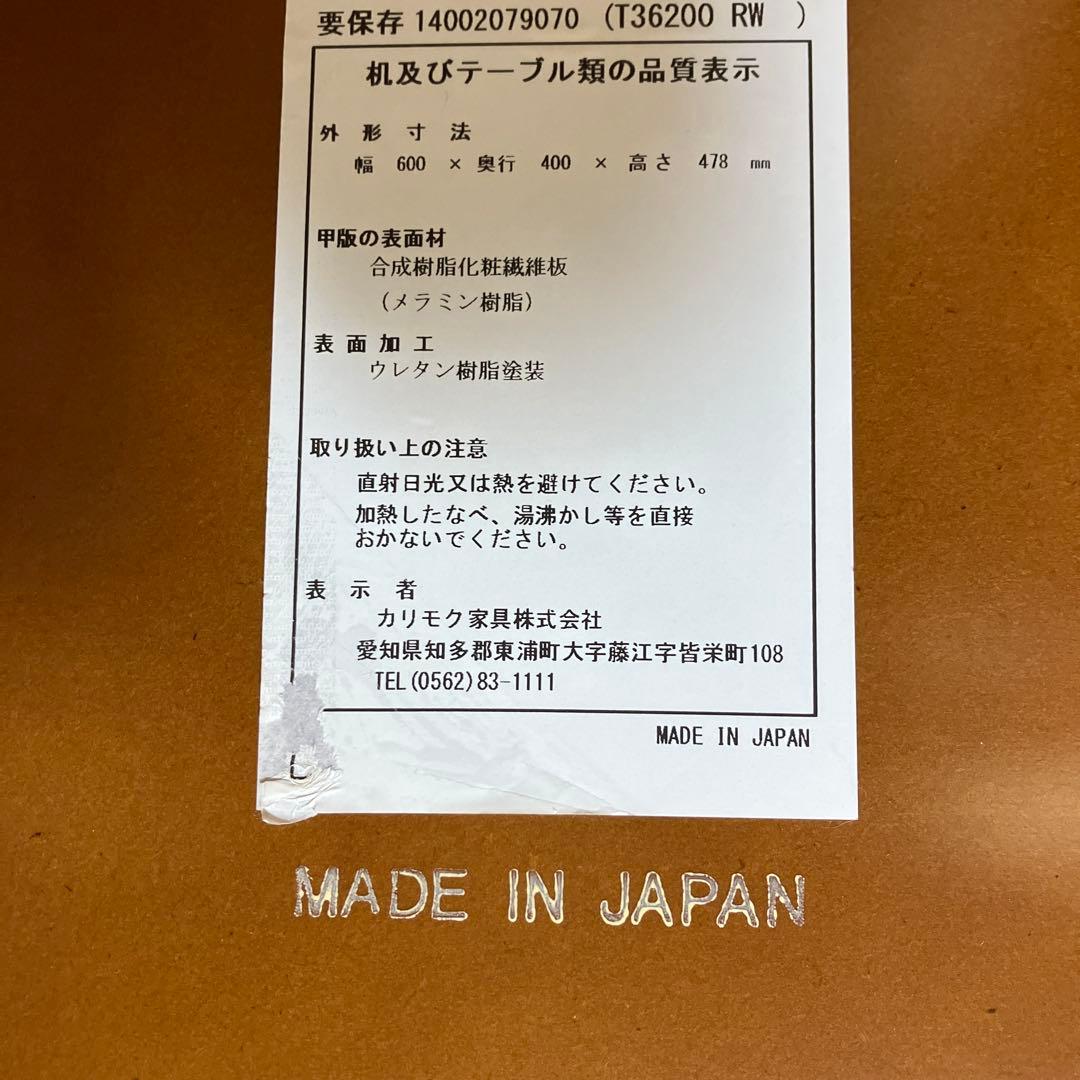 要保存 14002079070 (T36200 RW )
机及びテーブル類の品質表示
外形寸法
幅 600 × 奥行 400 × 高さ 478 mm
甲版の表面材
合成樹脂化粧繊維板
(メラミン樹脂)
表面加工
ウレタン樹脂塗装
取り扱い上の注意
直射日光又は熱を避けてください。
加熱したなべ、湯沸かし等を直接
おかないでください。
表示者
カリモク家具株式会社
愛知県知多郡東浦町大字藤江字皆栄町108
TEL(0562)83-1111
MADE IN JAPAN
MADE IN JAPAN